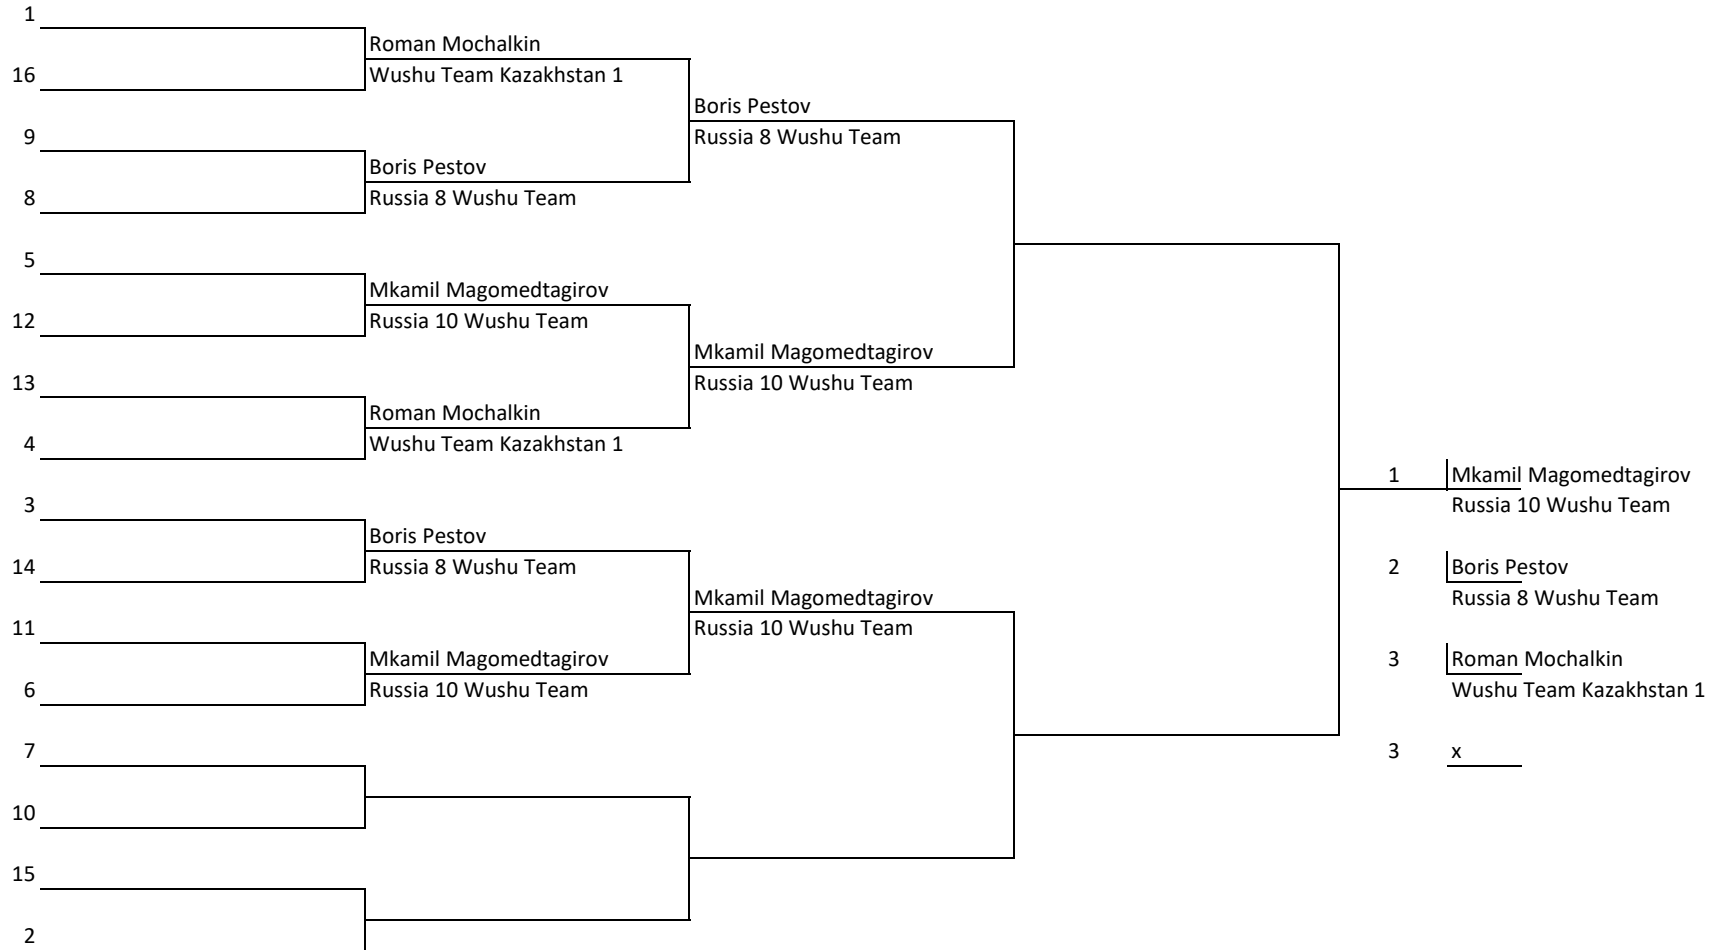 1
Roman Mochalkin
16
Wushu Team Kazakhstan 1
Boris Pestov
9
Russia 8 Wushu Team
Boris Pestov
8
Russia 8 Wushu Team
5
Mkamil Magomedtagirov
12
Russia 10 Wushu Team
Mkamil Magomedtagirov
13
Russia 10 Wushu Team
Roman Mochalkin
4
Wushu Team Kazakhstan 1
1 Mkamil Magomedtagirov
3
Russia 10 Wushu Team
Boris Pestov
14
Russia 8 Wushu Team
2 Boris Pestov
Mkamil Magomedtagirov
Russia 8 Wushu Team
11
Russia 10 Wushu Team
Mkamil Magomedtagirov
3 Roman Mochalkin
6
Russia 10 Wushu Team
Wushu Team Kazakhstan 1
7
3 x
10
15
2